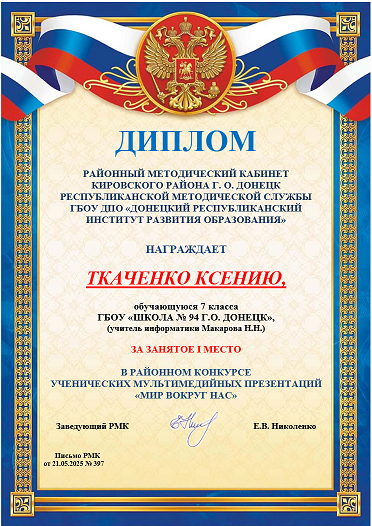 ДИПЛОМ
РАЙОННЫЙ МЕТОДИЧЕСКИЙ КАБИНЕТ
КИРОВСКОГО РАЙОНА Г. О. ДОНЕЦК
РЕСПУБЛИКАНСКОЙ МЕТОДИЧЕСКОЙ СЛУЖБЫ
ГБОУ ДПО «ДОНЕЦКИЙ РЕСПУБЛИКАНСКИЙ
ИНСТИТУТ РАЗВИТИЯ ОБРАЗОВАНИЯ»
НАГРАЖДАЕТ
ТКАЧЕНКО КСЕНИЮ,
обучающуюся 7 класса
ГБОУ «ШКОЛА № 94 Г.О. ДОНЕЦК»,
(учитель информатики Макарова Н.Н.)
ЗА ЗАНЯТОЕ I МЕСТО
В РАЙОННОМ КОНКУРСЕ
УЧЕНИЧЕСКИХ МУЛЬТИМЕДИЙНЫХ ПРЕЗЕНТАЦИЙ
«МИР ВОКРУГ НАС»
Заведующий РМК Е.В. Николенко
Письмо РМК
от 21.05.2025 № 397